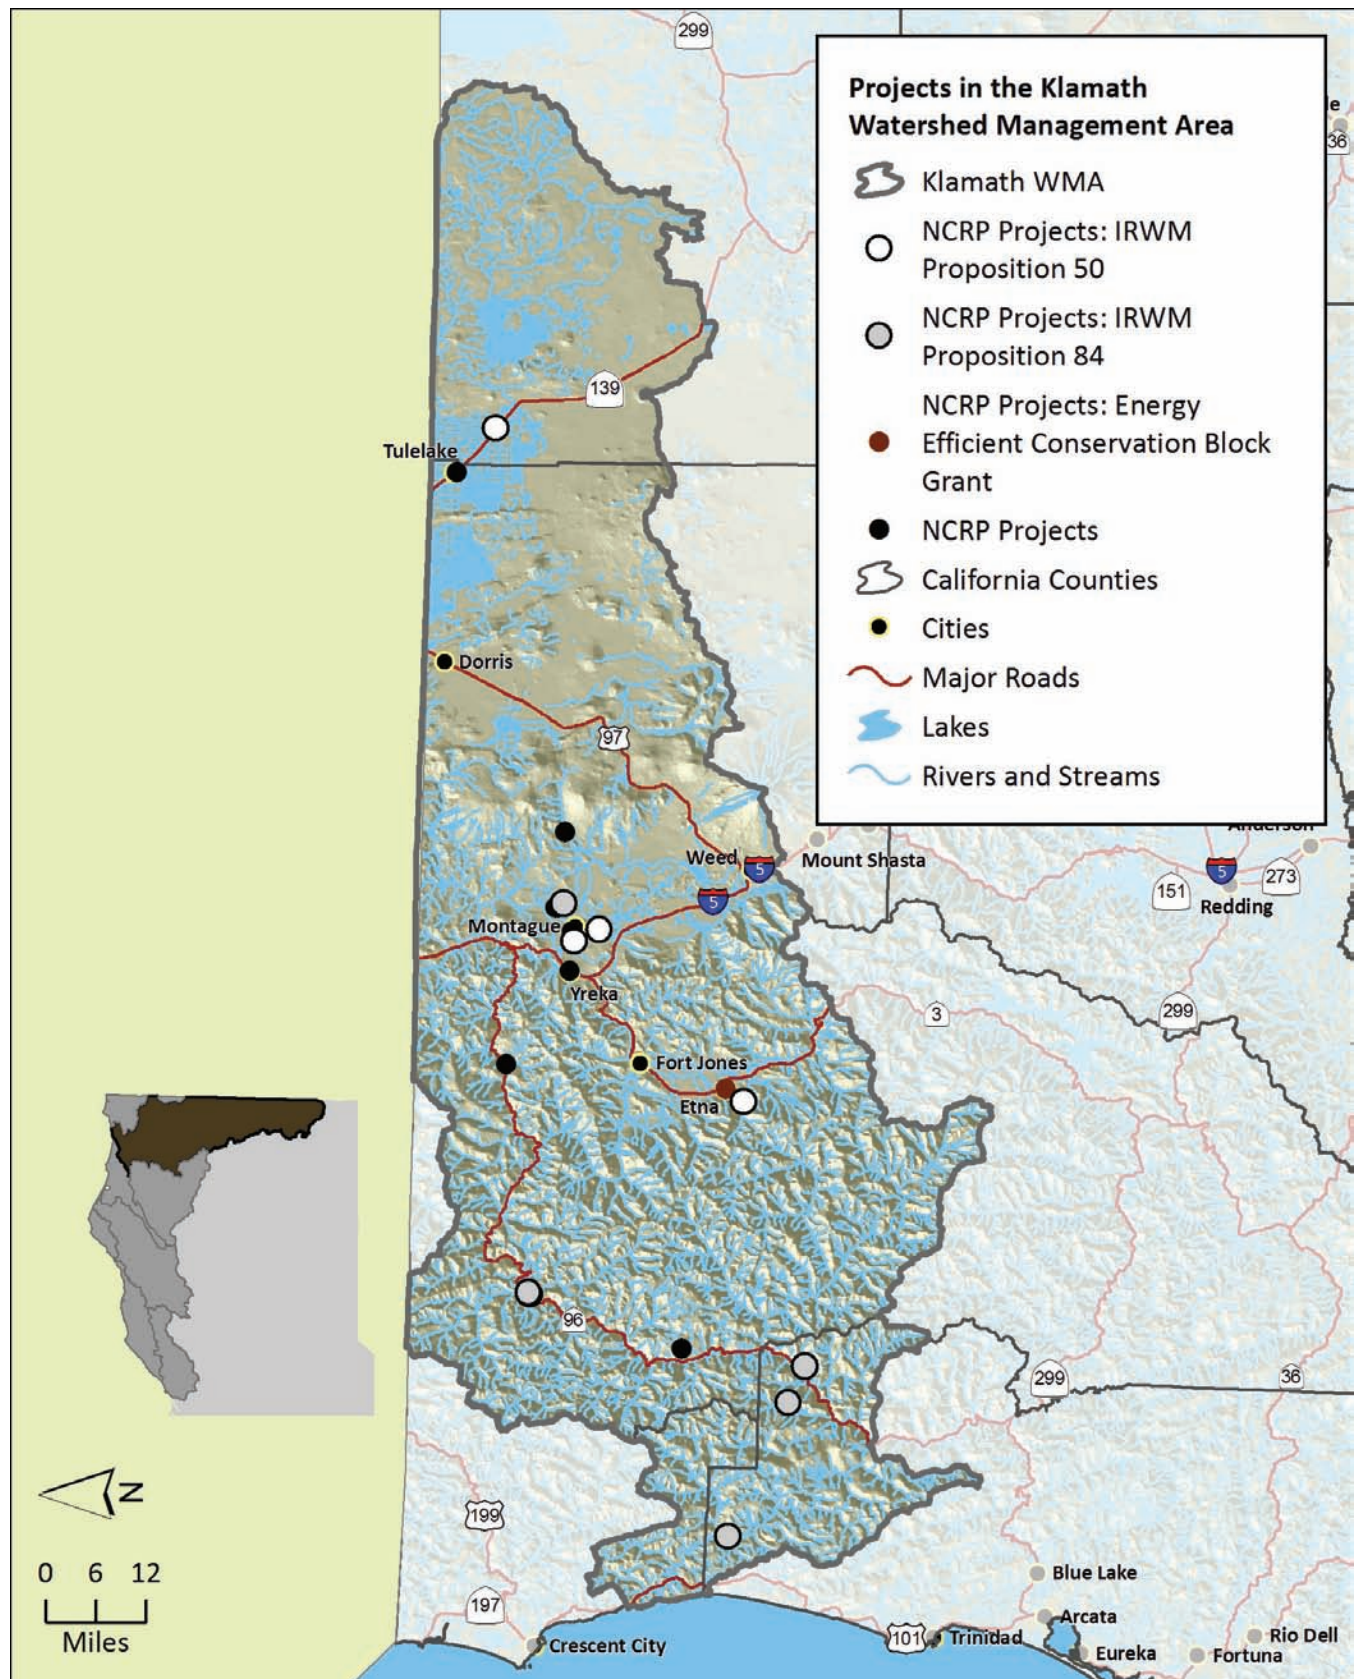 299
Projects in the Klamath
Watershed Management Area
Klamath WMA
NCRP Projects: IRWM
Proposition 50
NCRP Projects: IRWM
Proposition 84
NCRP Projects: Energy
Efficient Conservation Block
Grant
NCRP Projects
California Counties
Cities
Major Roads
Lakes
Rivers and Streams
36
139
Tulelake
Dorris
97
Weed
5
Mount Shasta
5
5
273
151
Redding
Montague
Yreka
299
3
Fort Jones
Etna
96
299
36
N
199
0 6 12
Miles
197
Crescent City
101
Trinidad
Blue Lake
Arcata
Eureka
Fortuna
Rio Dell